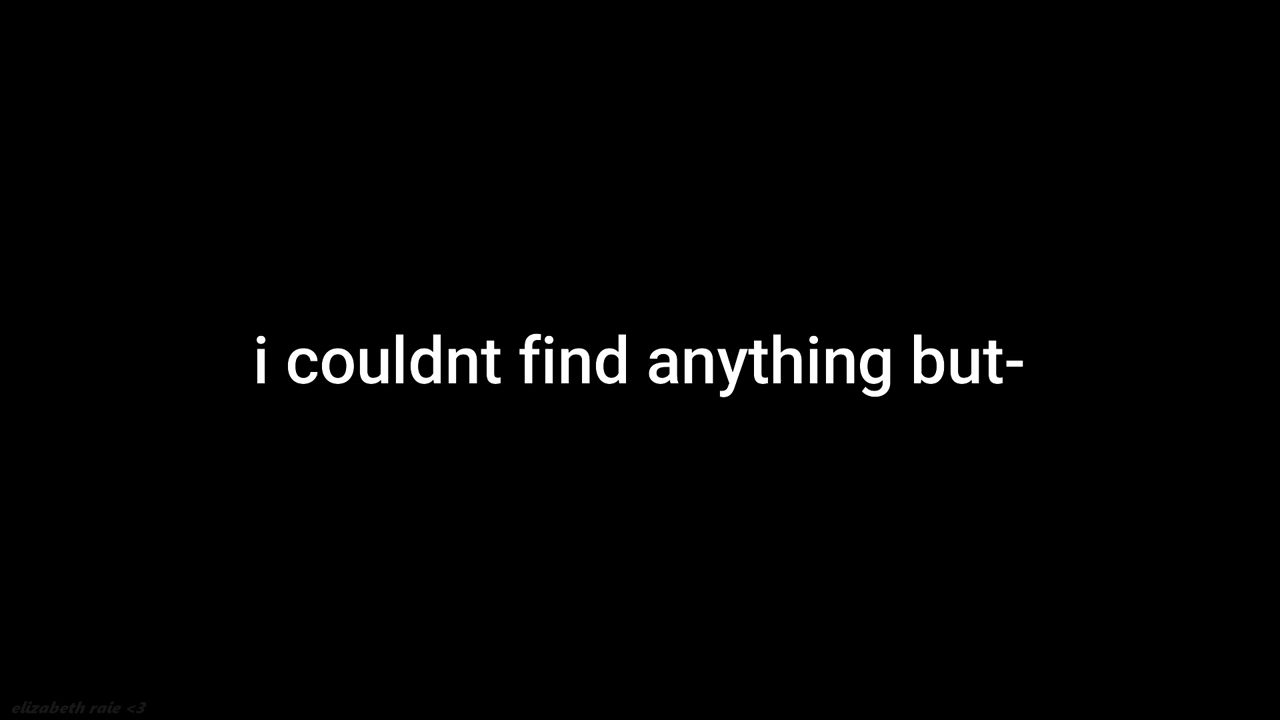 i couldnt find anything but-
elizabeth raie <3